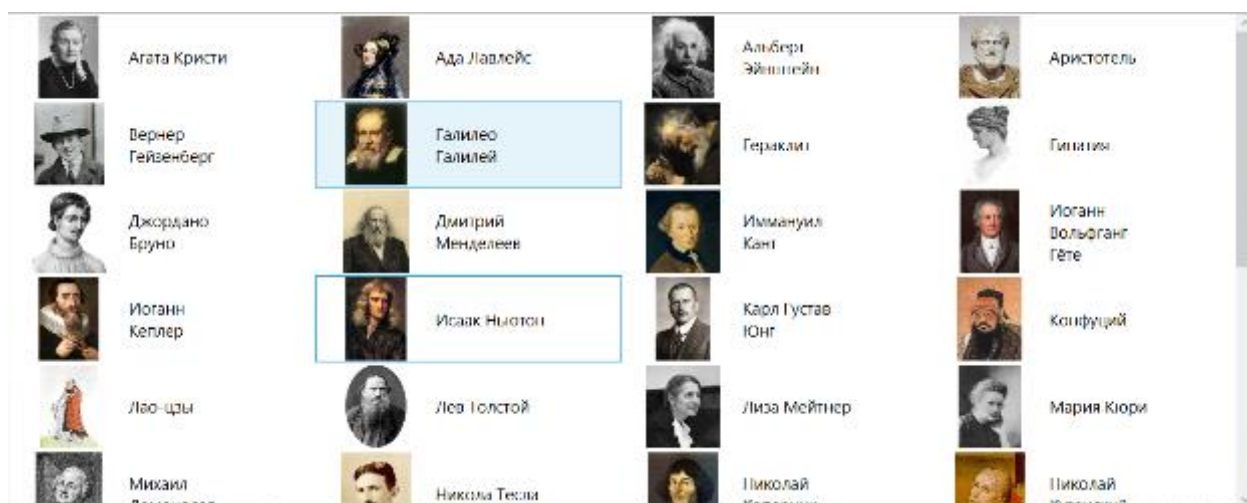 Агата Кристи
Ада Лавлейс
Альберт
Эйнштейн
Аристотель
Вернер
Гейзенберг
Галилео
Галилей
Гераклит
Гипатия
Джордано
Бруно
Дмитрий
Менделеев
Иммануил
Кант
Иоганн
Вольфганг
Гёте
Иоганн
Кеплер
Исаак Ньютон
Карл Густав
Юнг
Конфуций
Лао-цзы
Лев Толстой
Лиза Мейтнер
Мария Кюри
Михаил
Никола Тесла
Николай
Николай